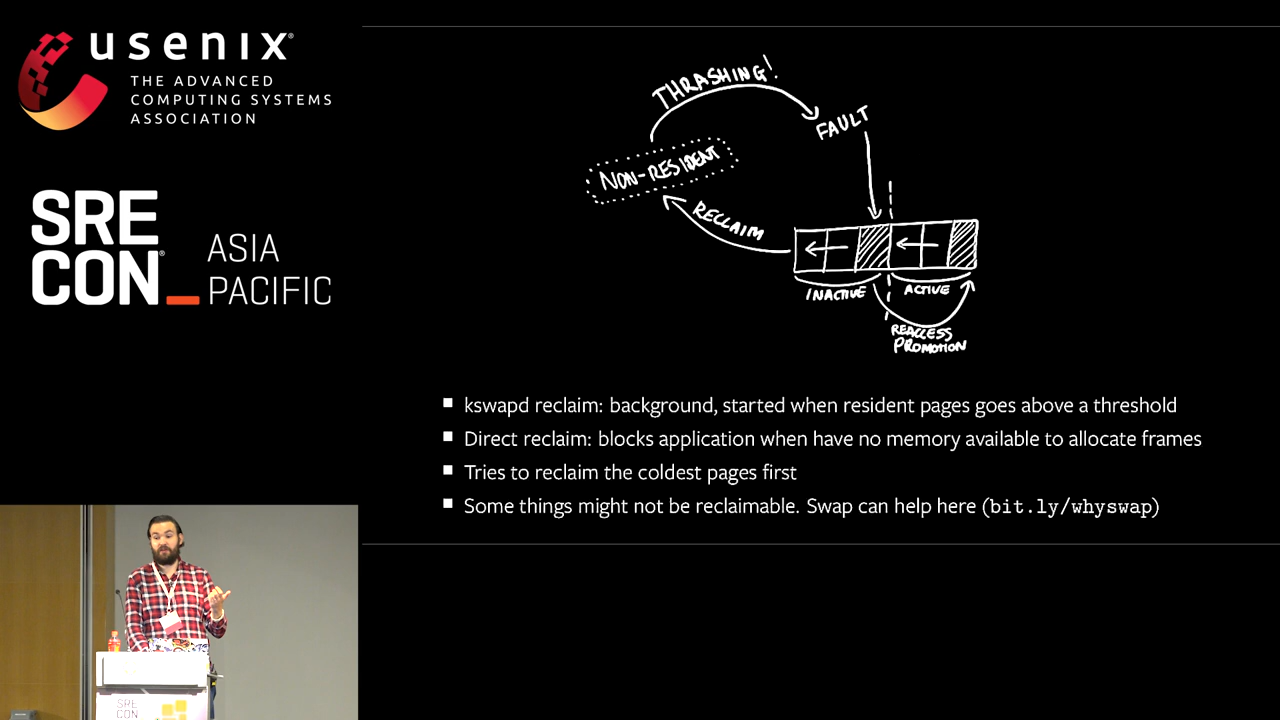 usenix
THE ADVANCED
COMPUTING SYSTEMS
ASSOCIATION
SRE
CON
ASIA
PACIFIC
THRASHING!
FAULT
NON-RESIDENT
RECLAIM
INACTIVE
ACTIVE
REACCESS
PROMOTION
kswapd reclaim: background, started when resident pages goes above a threshold
Direct reclaim: blocks application when have no memory available to allocate frames
Tries to reclaim the coldest pages first
Some things might not be reclaimable. Swap can help here (bit.ly/whyswap)
SRE
CON